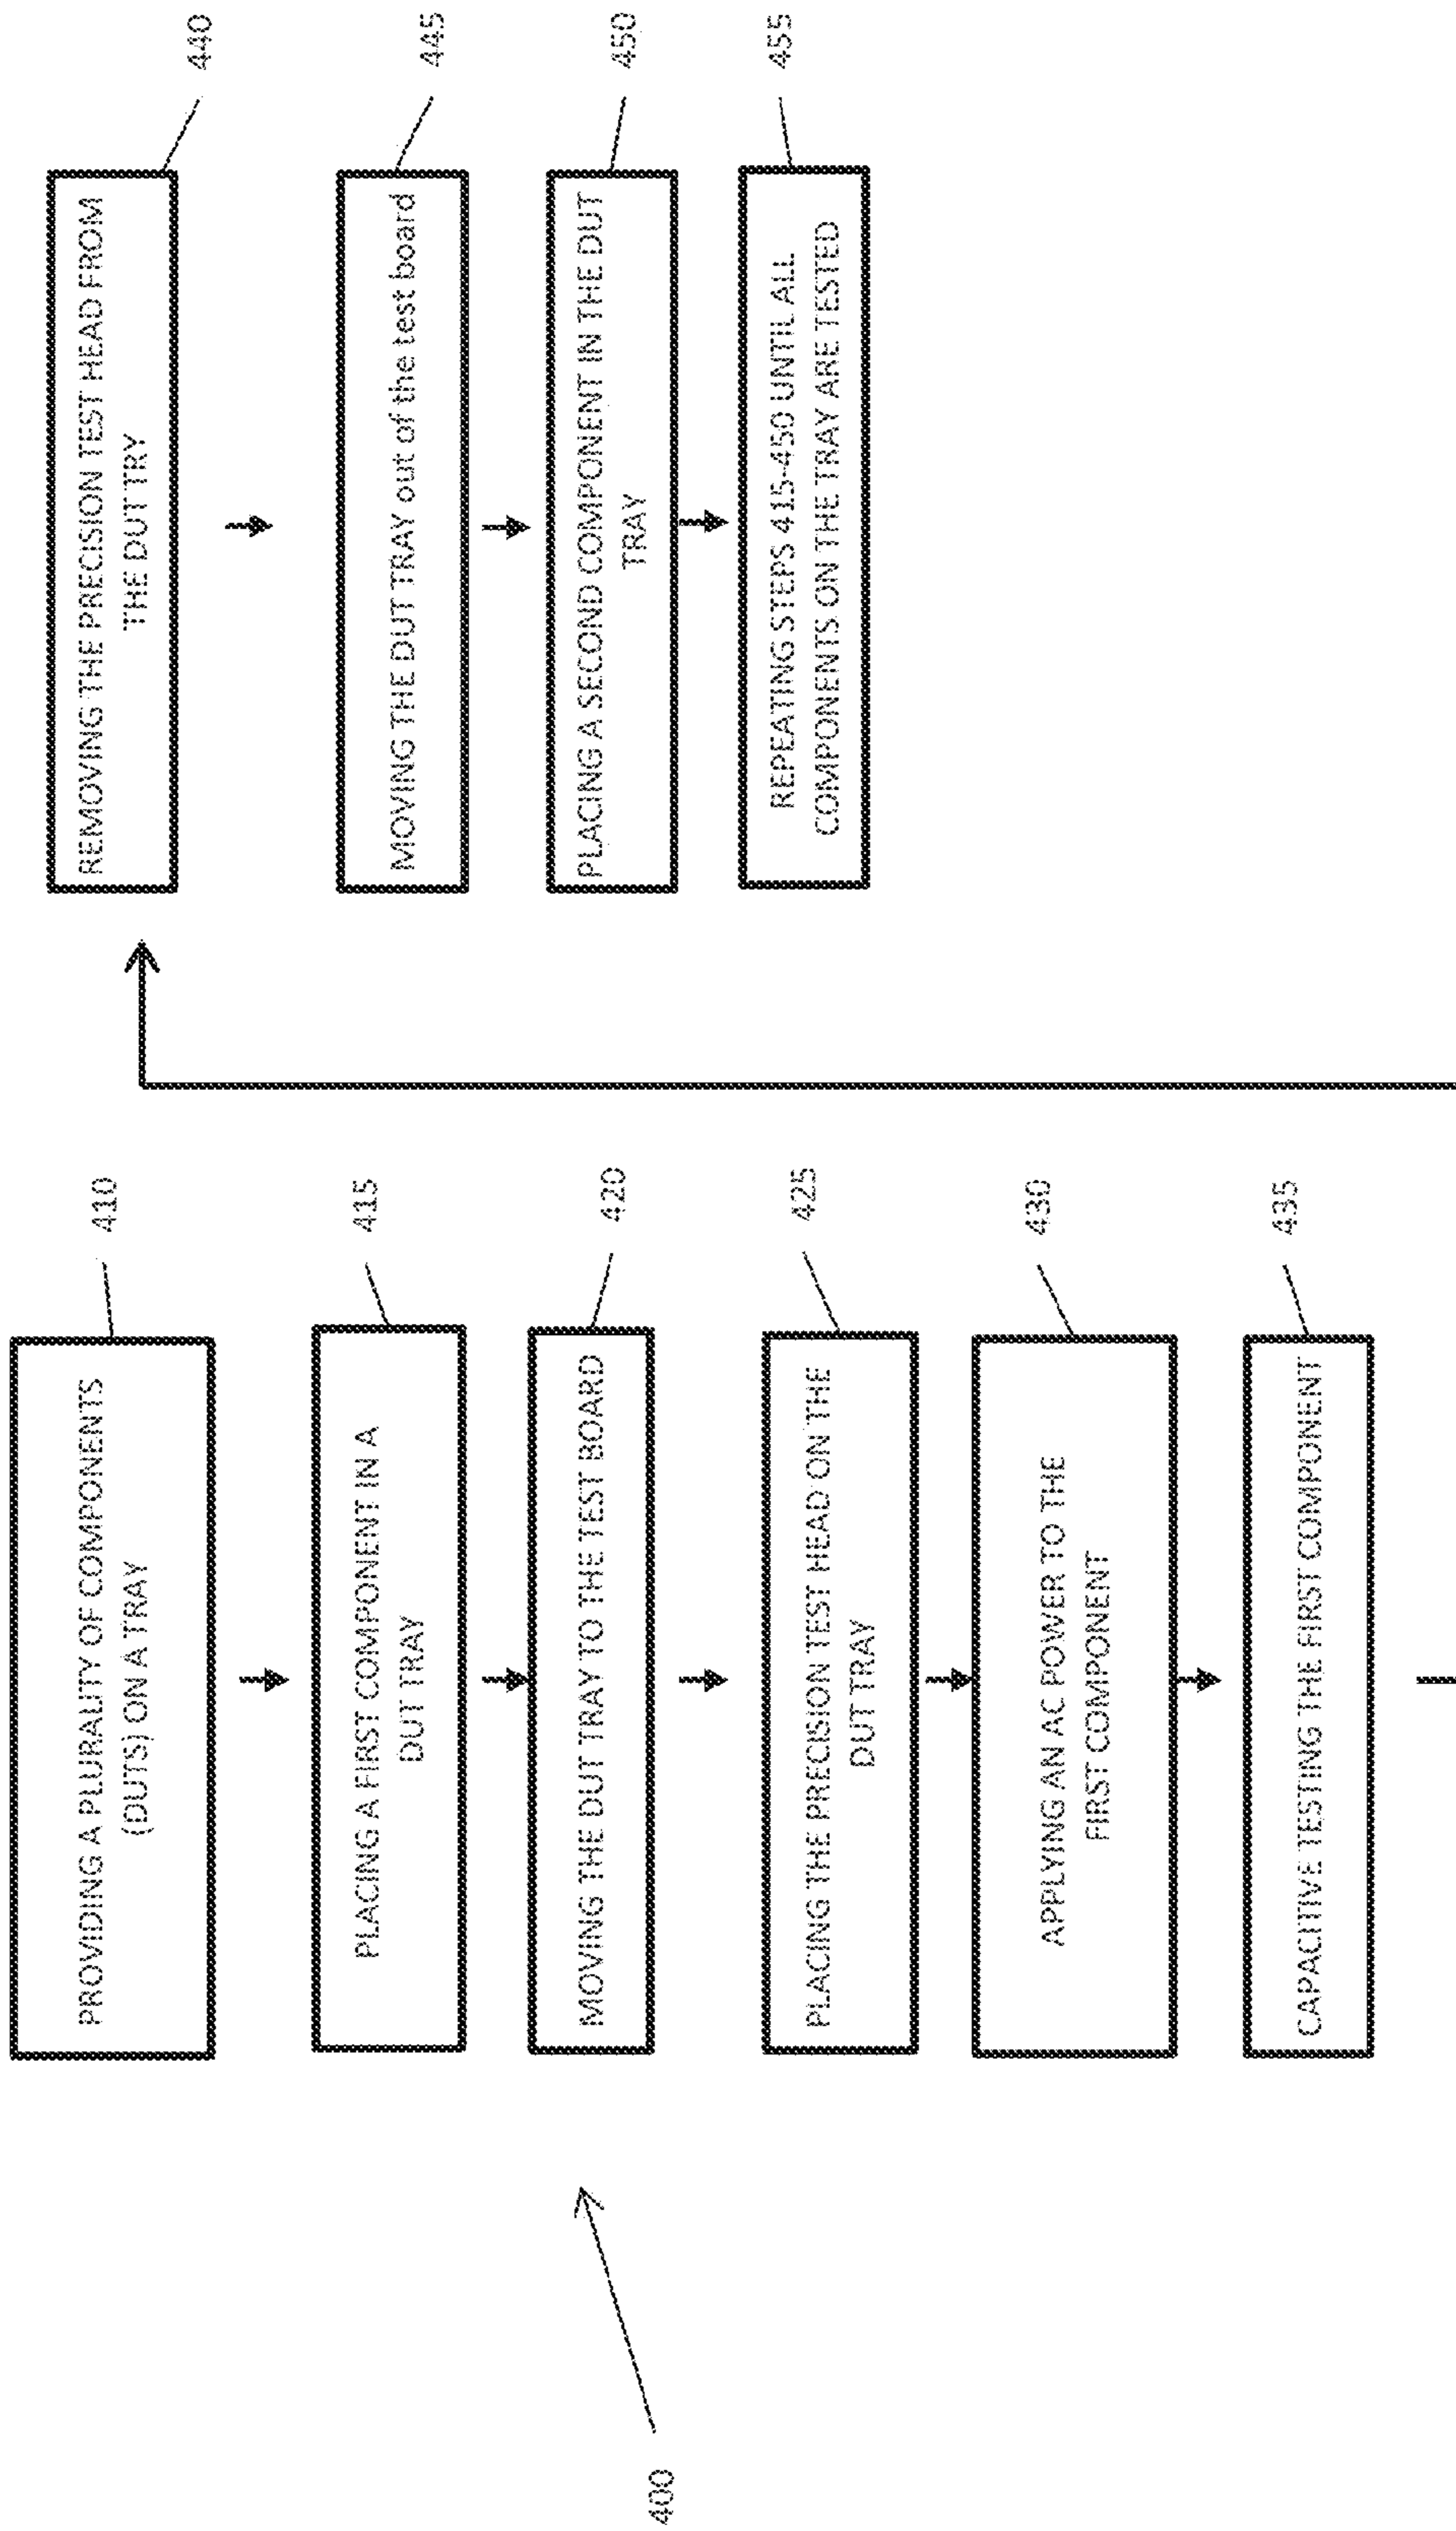 400
PROVIDING A PLURALITY OF COMPONENTS
(DUTS) ON A TRAY
410
PLACING A FIRST COMPONENT IN A
DUT TRAY
415
MOVING THE DUT TRAY TO THE TEST BOARD
420
PLACING THE PRECISION TEST HEAD ON THE
DUT TRAY
425
APPLYING AN AC POWER TO THE
FIRST COMPONENT
430
CAPACITIVE TESTING THE FIRST COMPONENT
435
REMOVING THE PRECISION TEST HEAD FROM
THE DUT TRY
440
MOVING THE DUT TRAY out of the test board
445
PLACING A SECOND COMPONENT IN THE DUT
TRAY
450
REPEATING STEPS 415-450 UNTIL ALL
COMPONENTS ON THE TRAY ARE TESTED
455